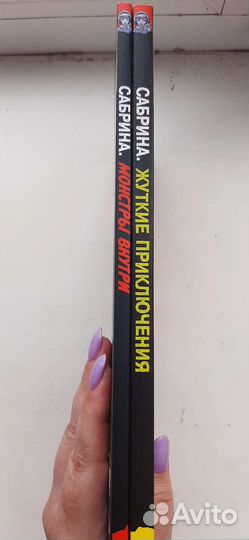 САБРИНА. МОНСТРЫ ВНУТРИ
САБРИНА. ЖУТКИЕ ПРИКЛЮЧЕНИЯ
Avito